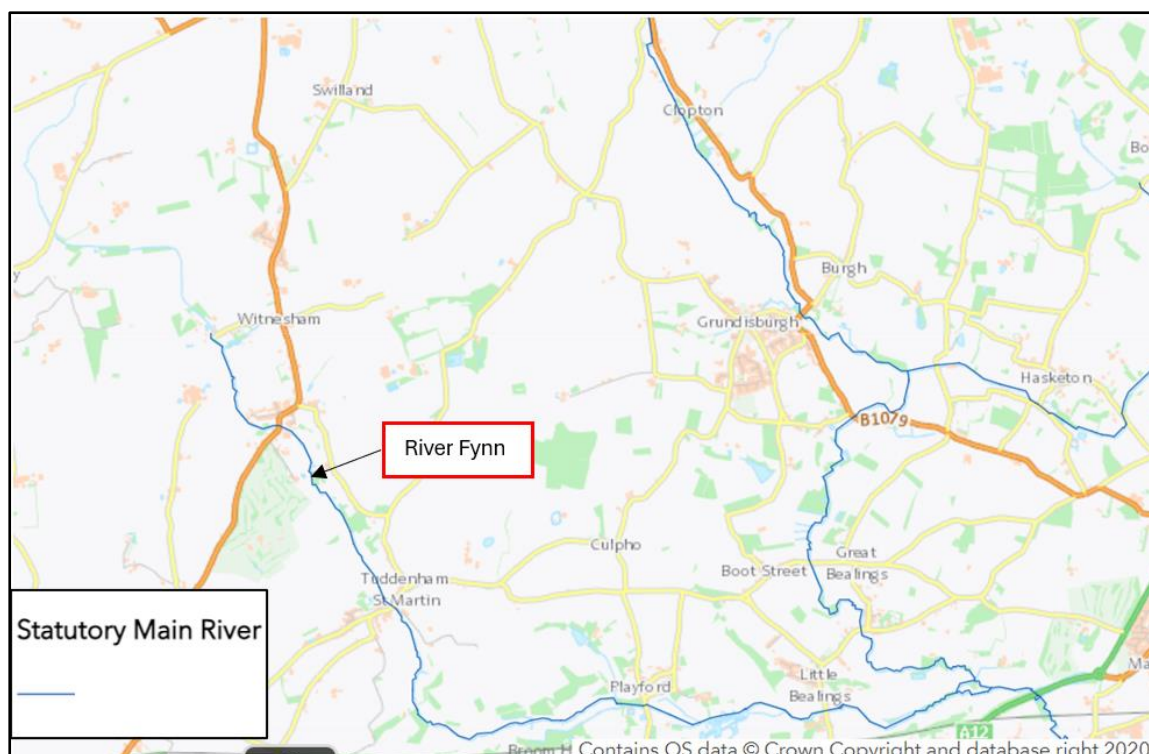 Swilland
Clopton
Bo
Burgh
Witnesham
Grundisburgh
Hasketon
B1079
River Fynn
Culpho
Boot Street
Great
Bealings
Tuddenham
St Martin
Statutory Main River
Little
Bealings
Playford
Ma
A12
Contains OS data © Crown Copyright and database right 2020